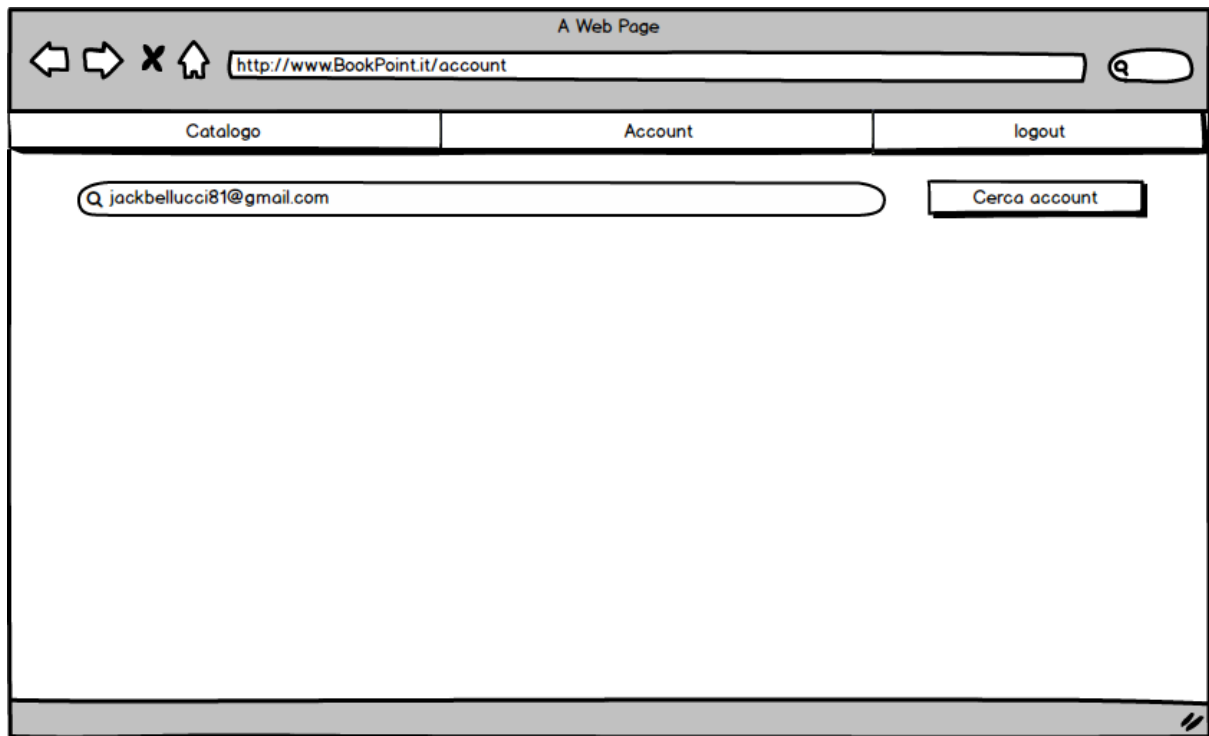 A Web Page
http://www.BookPoint.it/account
Catalogo Account logout
jackbellucci81@gmail.com Cerca account